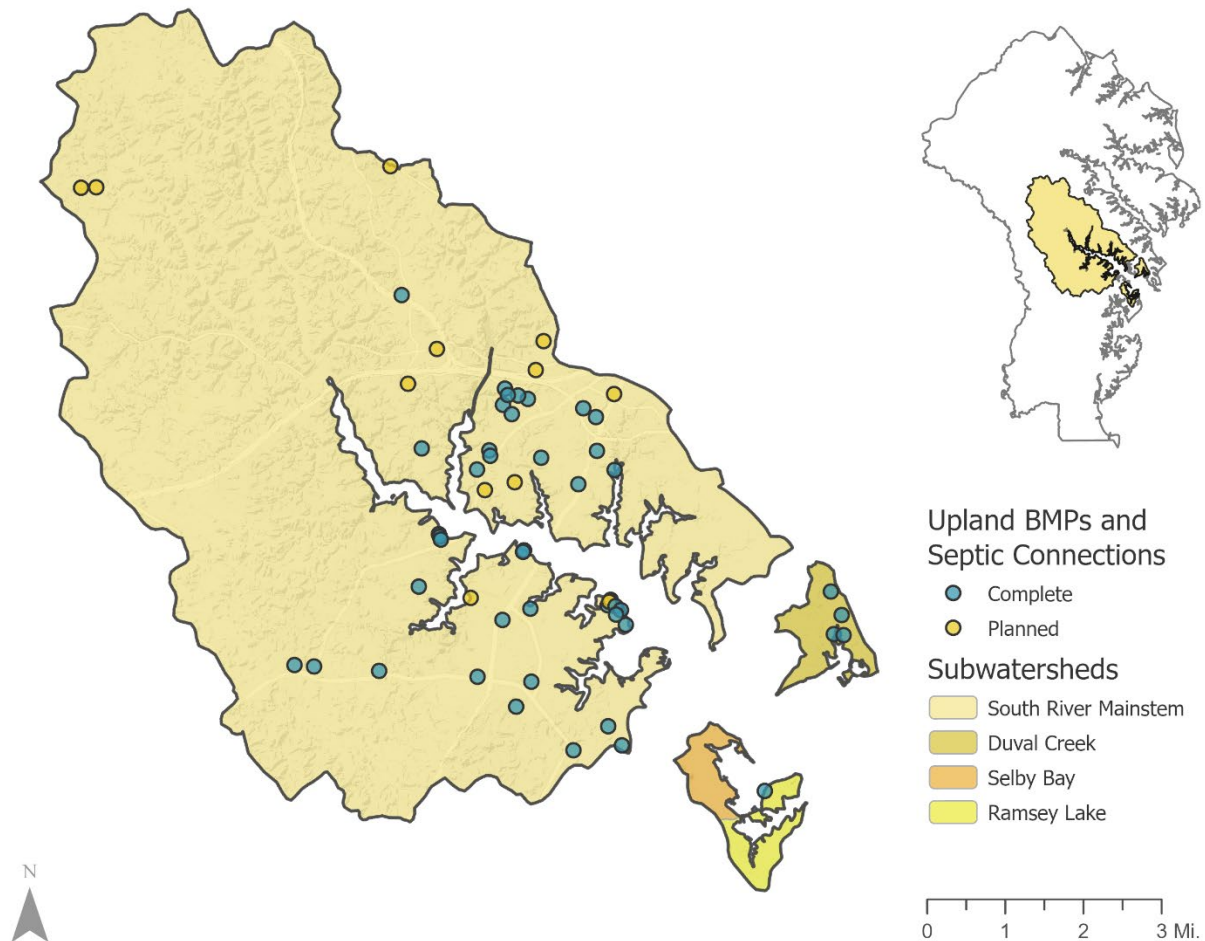 Upland BMPs and
Septic Connections
Complete
Planned
Subwatersheds
South River Mainstem
Duval Creek
Selby Bay
Ramsey Lake
N
0 1 2 3 Mi.